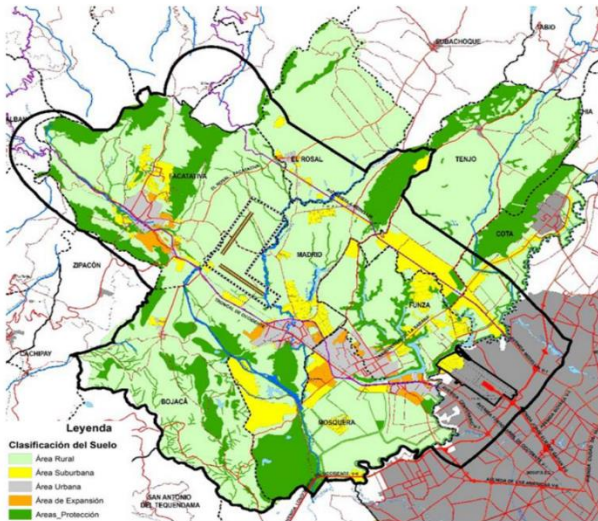 TABIO
SUBACHOQUE
ALBAN
EL ROSAL
TENJO
FACATATIVA
COTA
ZIPACÓN
MADRID
FUNZA
CACHIPAY
BOJACÁ
MOSQUERA
SAN ANTONIO
DEL TEQUENDAMA
Leyenda
Clasificación del Suelo
Área Rural
Área Suburbana
Área Urbana
Área de Expansión
Areas_Protección